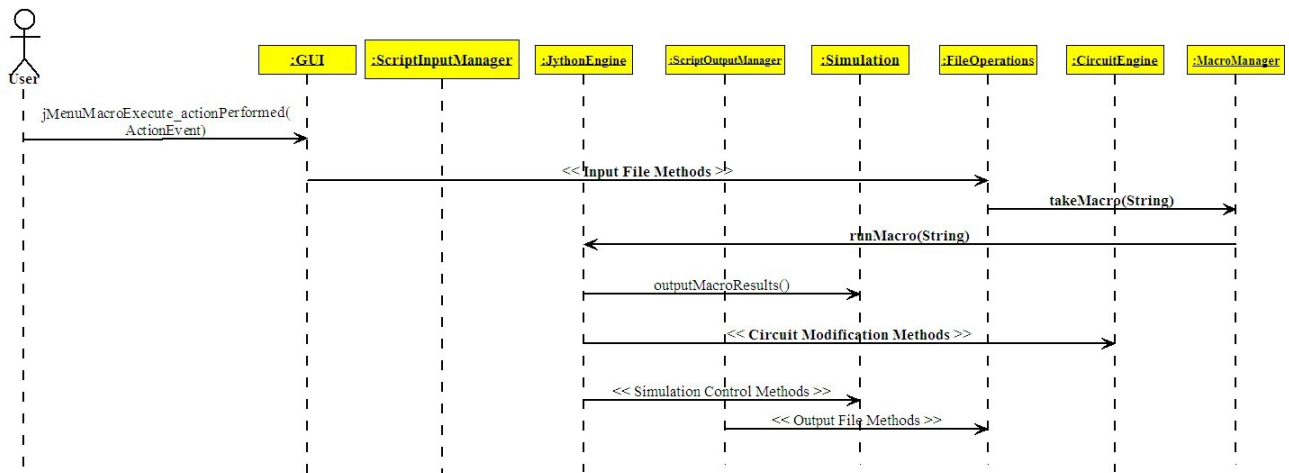 :GUI
:ScriptInputManager
:JythonEngine
:ScriptOutputManager
:Simulation
:FileOperations
:CircuitEngine
:MacroManager
User
jMenuMacroExecute_actionPerformed(
ActionEvent)
<< Input File Methods >>
takeMacro(String)
runMacro(String)
outputMacroResults()
<< Circuit Modification Methods >>
<< Simulation Control Methods >>
<< Output File Methods >>